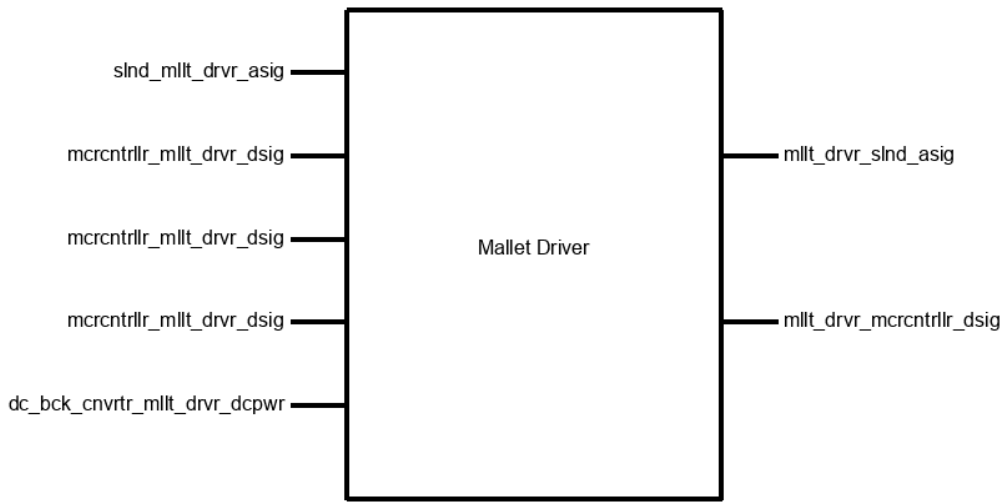 slnd_mllt_drvr_asig
mcrcntrllr_mllt_drvr_dsig
mllt_drvr_slnd_asig
mcrcntrllr_mllt_drvr_dsig
Mallet Driver
mcrcntrllr_mllt_drvr_dsig
mllt_drvr_mcrcntrllr_dsig
dc_bck_cnvrtr_mllt_drvr_dcpwr